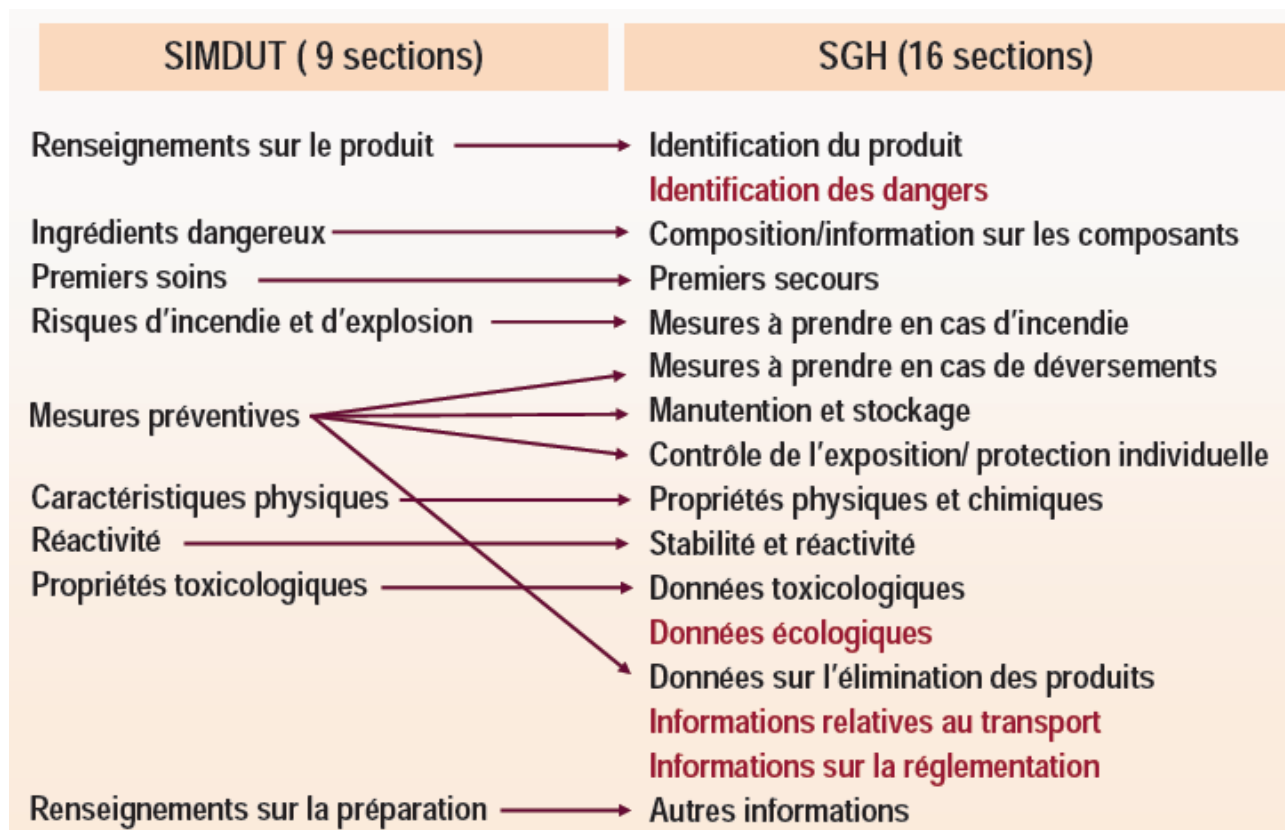 SIMDUT ( 9 sections)
SGH (16 sections)
Renseignements sur le produit
Identification du produit
Identification des dangers
Ingrédients dangereux
Composition/information sur les composants
Premiers soins
Premiers secours
Risques d'incendie et d'explosion
Mesures à prendre en cas d'incendie
Mesures à prendre en cas de déversements
Mesures préventives
Manutention et stockage
Contrôle de l'exposition/ protection individuelle
Caractéristiques physiques
Propriétés physiques et chimiques
Réactivité
Stabilité et réactivité
Propriétés toxicologiques
Données toxicologiques
Données écologiques
Données sur l'élimination des produits
Informations relatives au transport
Informations sur la réglementation
Renseignements sur la préparation
Autres informations